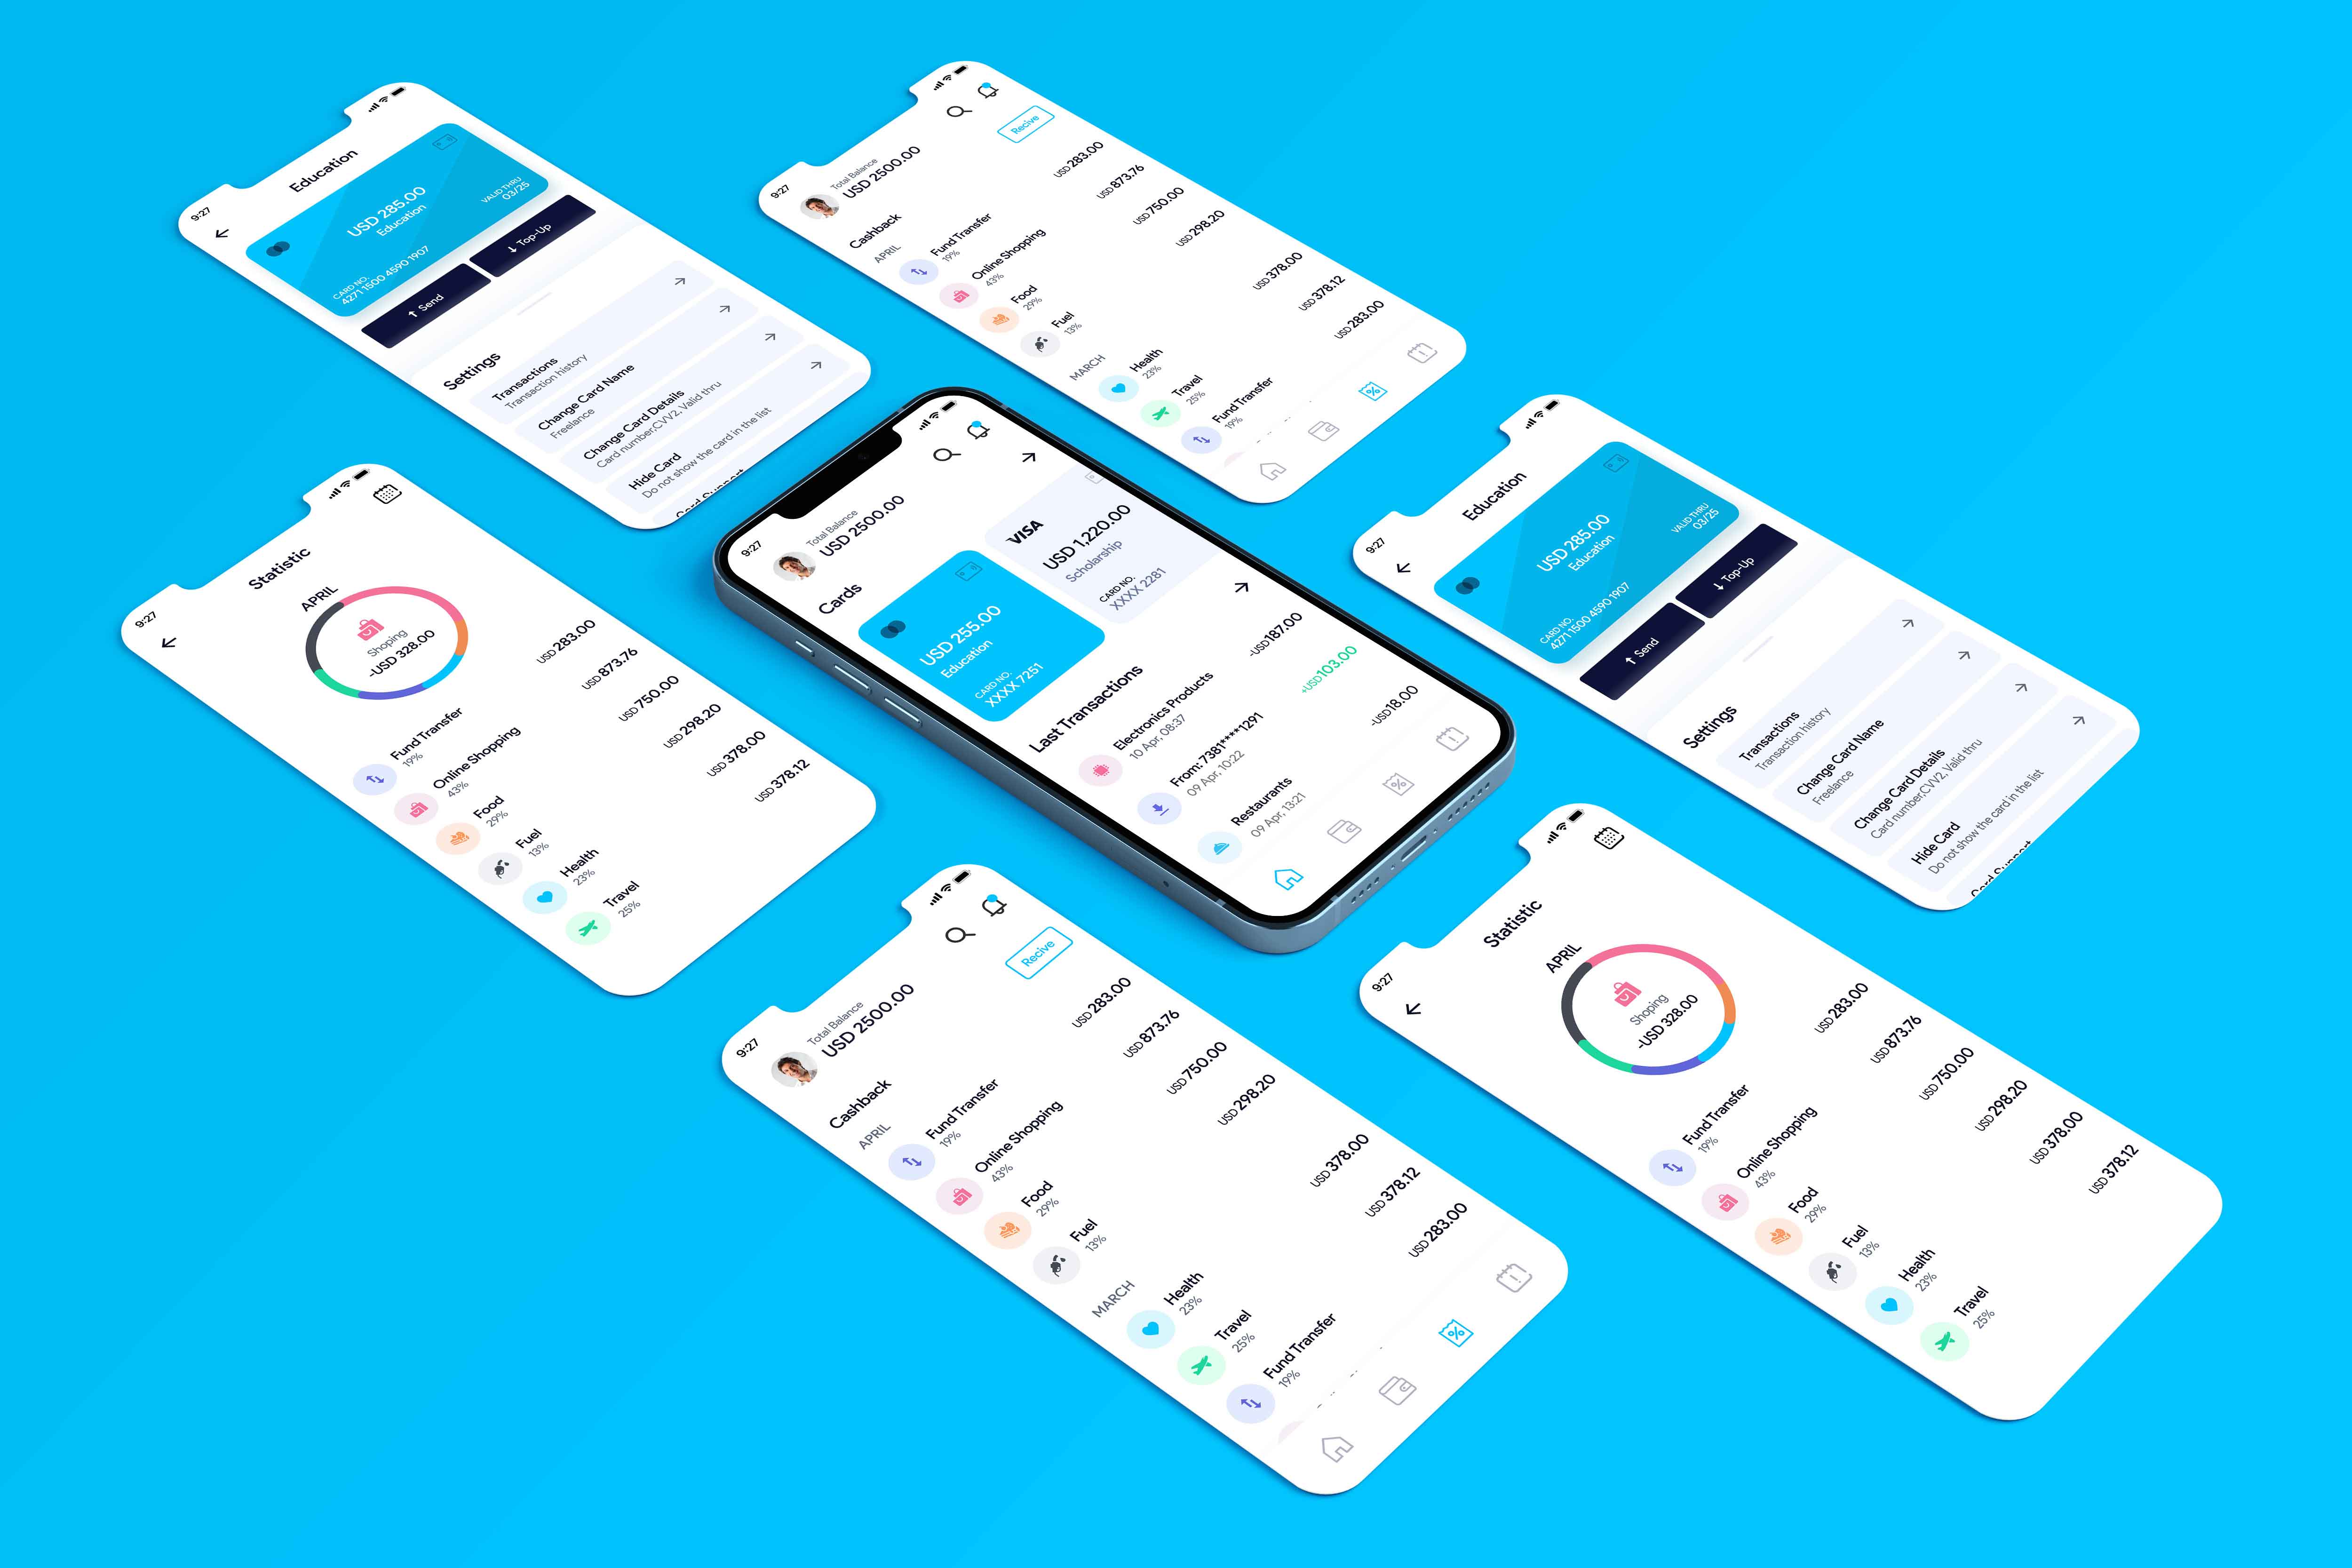 9:27
Education
USD 285.00
Education
CARD NO.
4271 1500 4590 1907
VALID THRU
03/25
↑ Send
↓ Top-Up
Settings
Transactions
Transaction history
Change Card Name
Freelance
Change Card Details
Card number,CVV2, Valid thru
Hide Card
Do not show the card in the list
9:27
Total Balance
USD 2500.00
Recive
Cashback
APRIL
Fund Transfer
19%
USD 283.00
Online Shopping
43%
USD 873.76
Food
29%
USD 750.00
Fuel
13%
USD 298.20
MARCH
Health
23%
USD 378.00
Travel
25%
USD 378.12
Fund Transfer
19%
USD 283.00
9:27
Statistic
APRIL
Shoping
-USD 328.00
Fund Transfer
19%
USD 283.00
Online Shopping
43%
USD 873.76
Food
29%
USD 750.00
Fuel
13%
USD 298.20
Health
23%
USD 378.00
Travel
25%
USD 378.12
9:27
Total Balance
USD 2500.00
Cards
USD 255.00
Education
CARD NO.
XXXX 7251
VISA
USD 1,220.00
Scholarship
CARD NO.
XXXX 2281
Last Transactions
Electronics Products
10 Apr, 08:37
-USD187.00
From: 7381****1291
09 Apr, 10:22
+USD103.00
Restaurants
09 Apr, 13:21
-USD18.00
9:27
Education
USD 285.00
Education
CARD NO.
4271 1500 4590 1907
VALID THRU
03/25
↑ Send
↓ Top-Up
Settings
Transactions
Transaction history
Change Card Name
Freelance
Change Card Details
Card number,CVV2, Valid thru
Hide Card
Do not show the card in the list
9:27
Total Balance
USD 2500.00
Recive
Cashback
APRIL
Fund Transfer
19%
USD 283.00
Online Shopping
43%
USD 873.76
Food
29%
USD 750.00
Fuel
13%
USD 298.20
MARCH
Health
23%
USD 378.00
Travel
25%
USD 378.12
Fund Transfer
19%
USD 283.00
9:27
Statistic
APRIL
Shoping
-USD 328.00
Fund Transfer
19%
USD 283.00
Online Shopping
43%
USD 873.76
Food
29%
USD 750.00
Fuel
13%
USD 298.20
Health
23%
USD 378.00
Travel
25%
USD 378.12